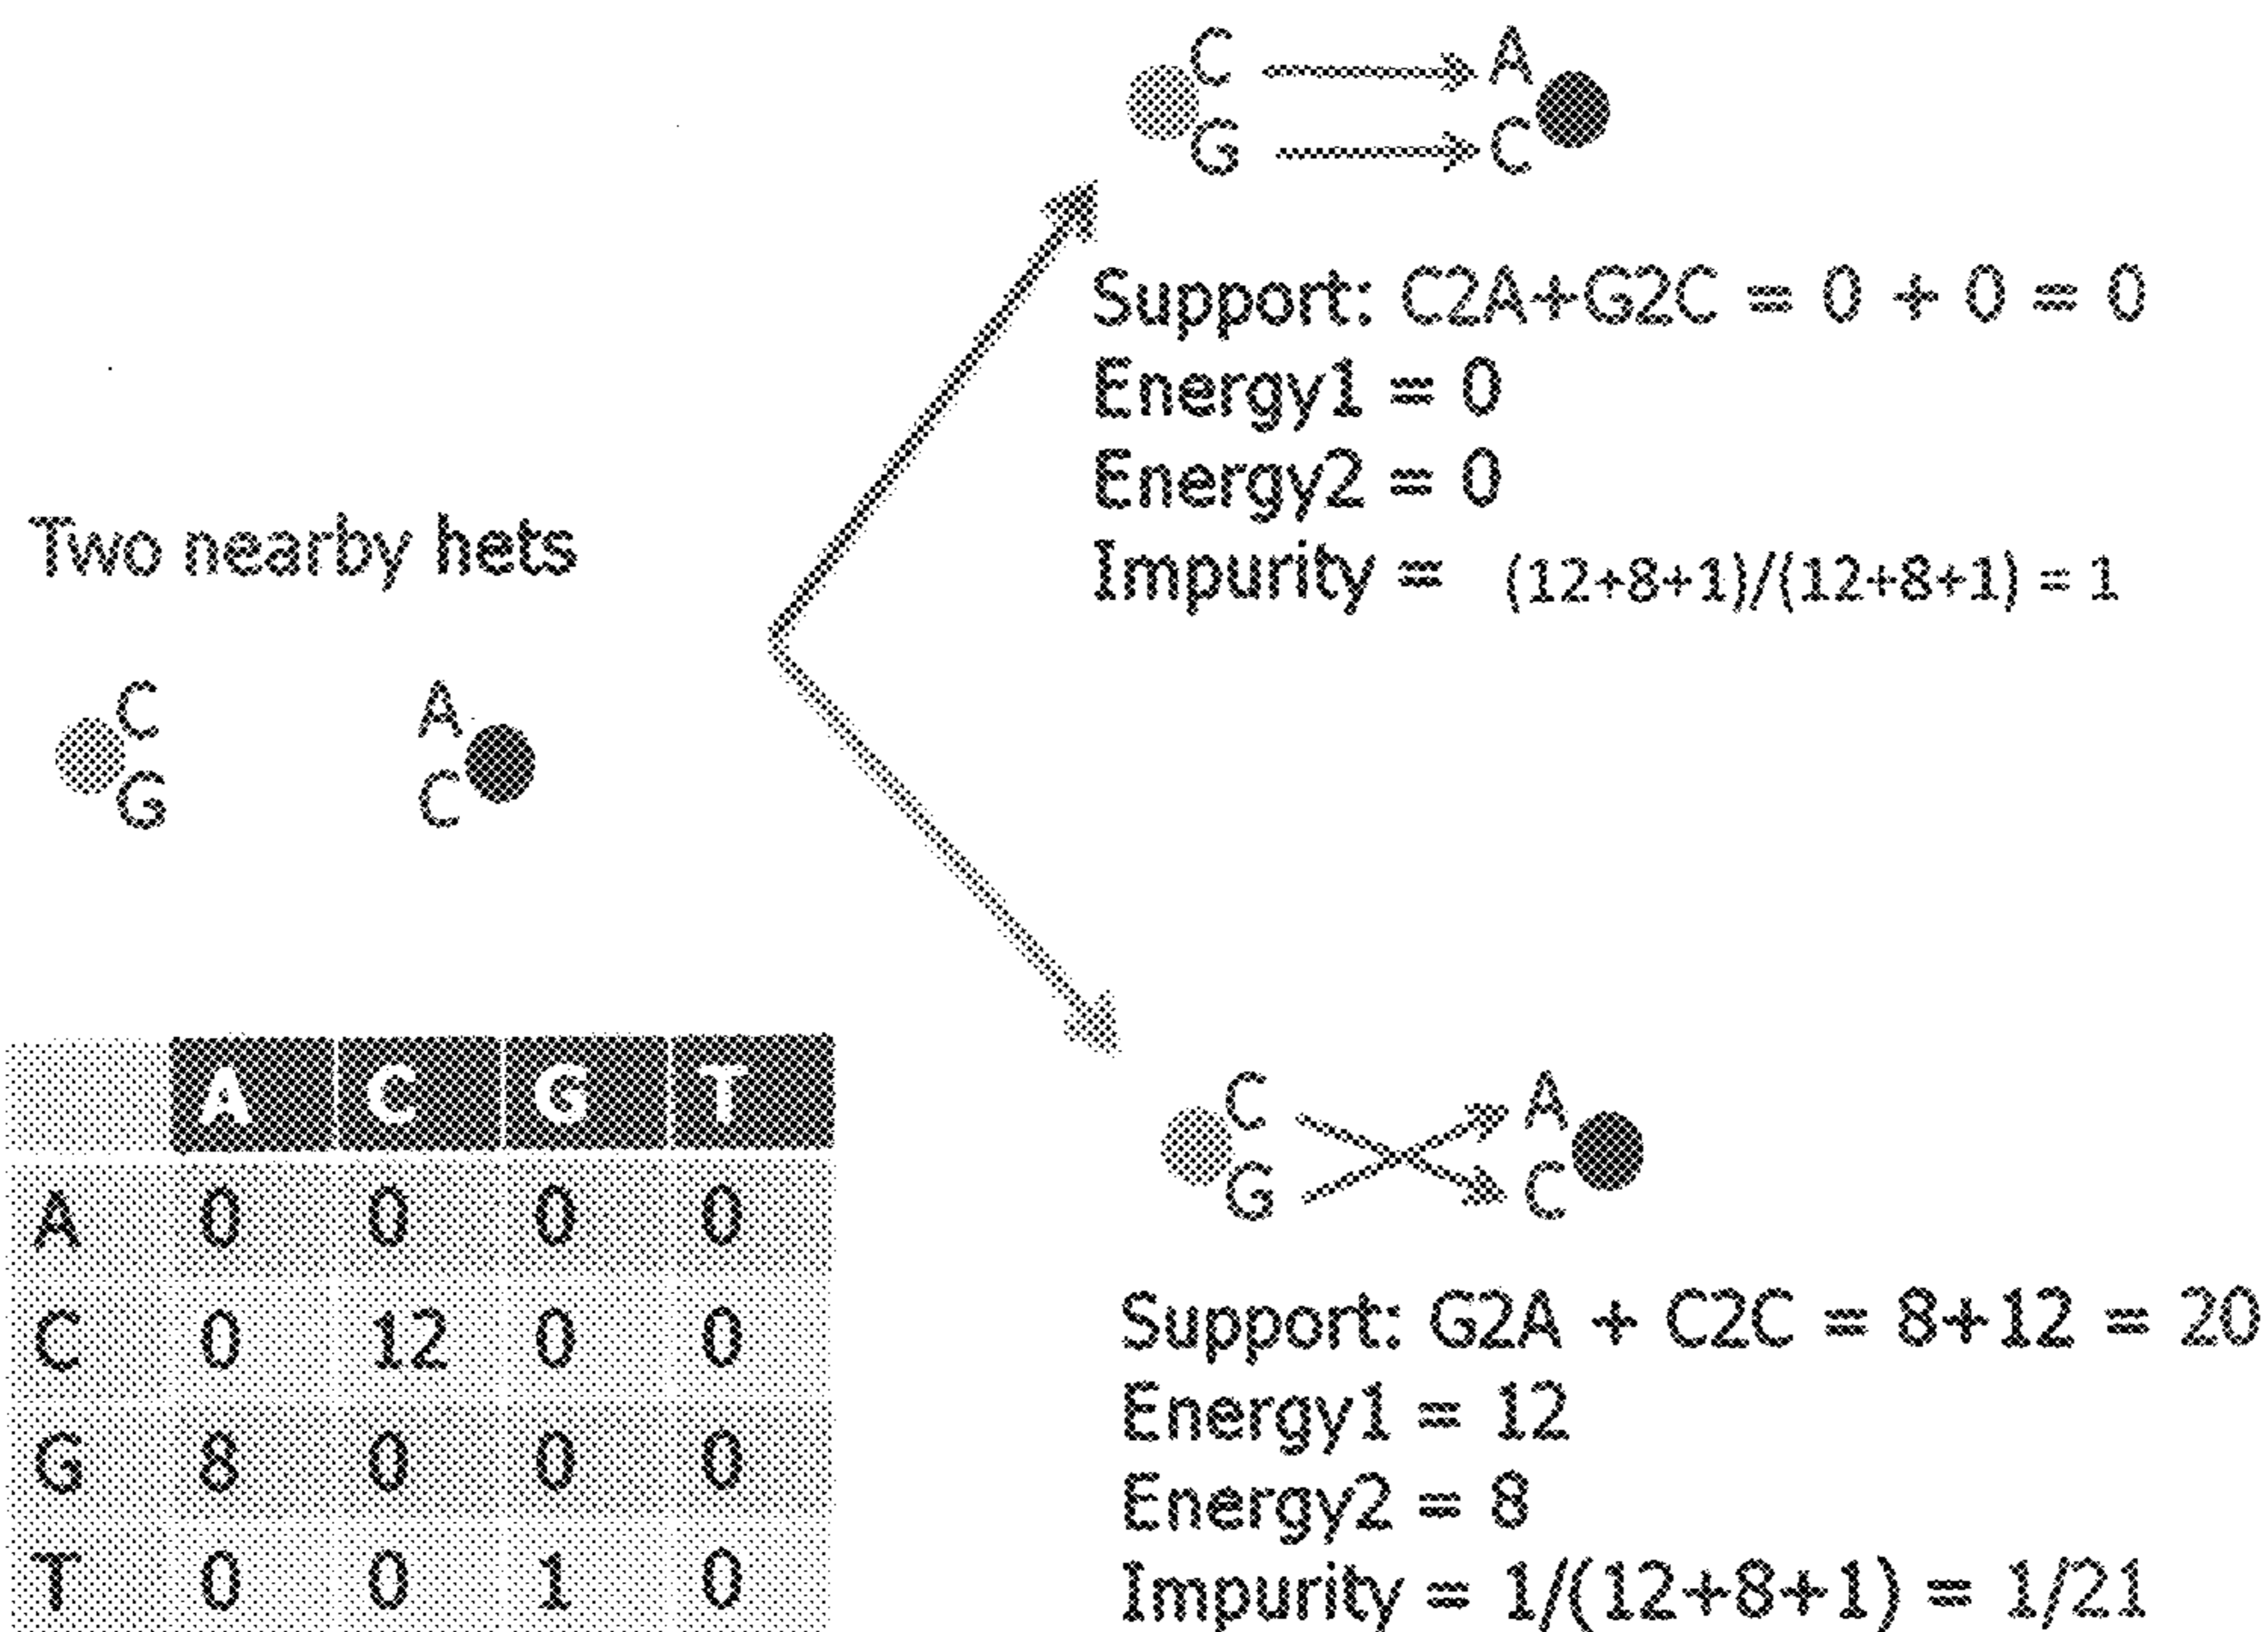 Two nearby hets
C A
G C
A C G T
A 0 0 0 0
C 0 12 0 0
G 8 0 0 0
T 0 0 1 0
C A
G C
Support: C2A+G2C = 0 + 0 = 0
Energy1 = 0
Energy2 = 0
Impurity = (12+8+1)/(12+8+1) = 1
C A
G C
Support: G2A + C2C = 8+12 = 20
Energy1 = 12
Energy2 = 8
Impurity = 1/(12+8+1) = 1/21